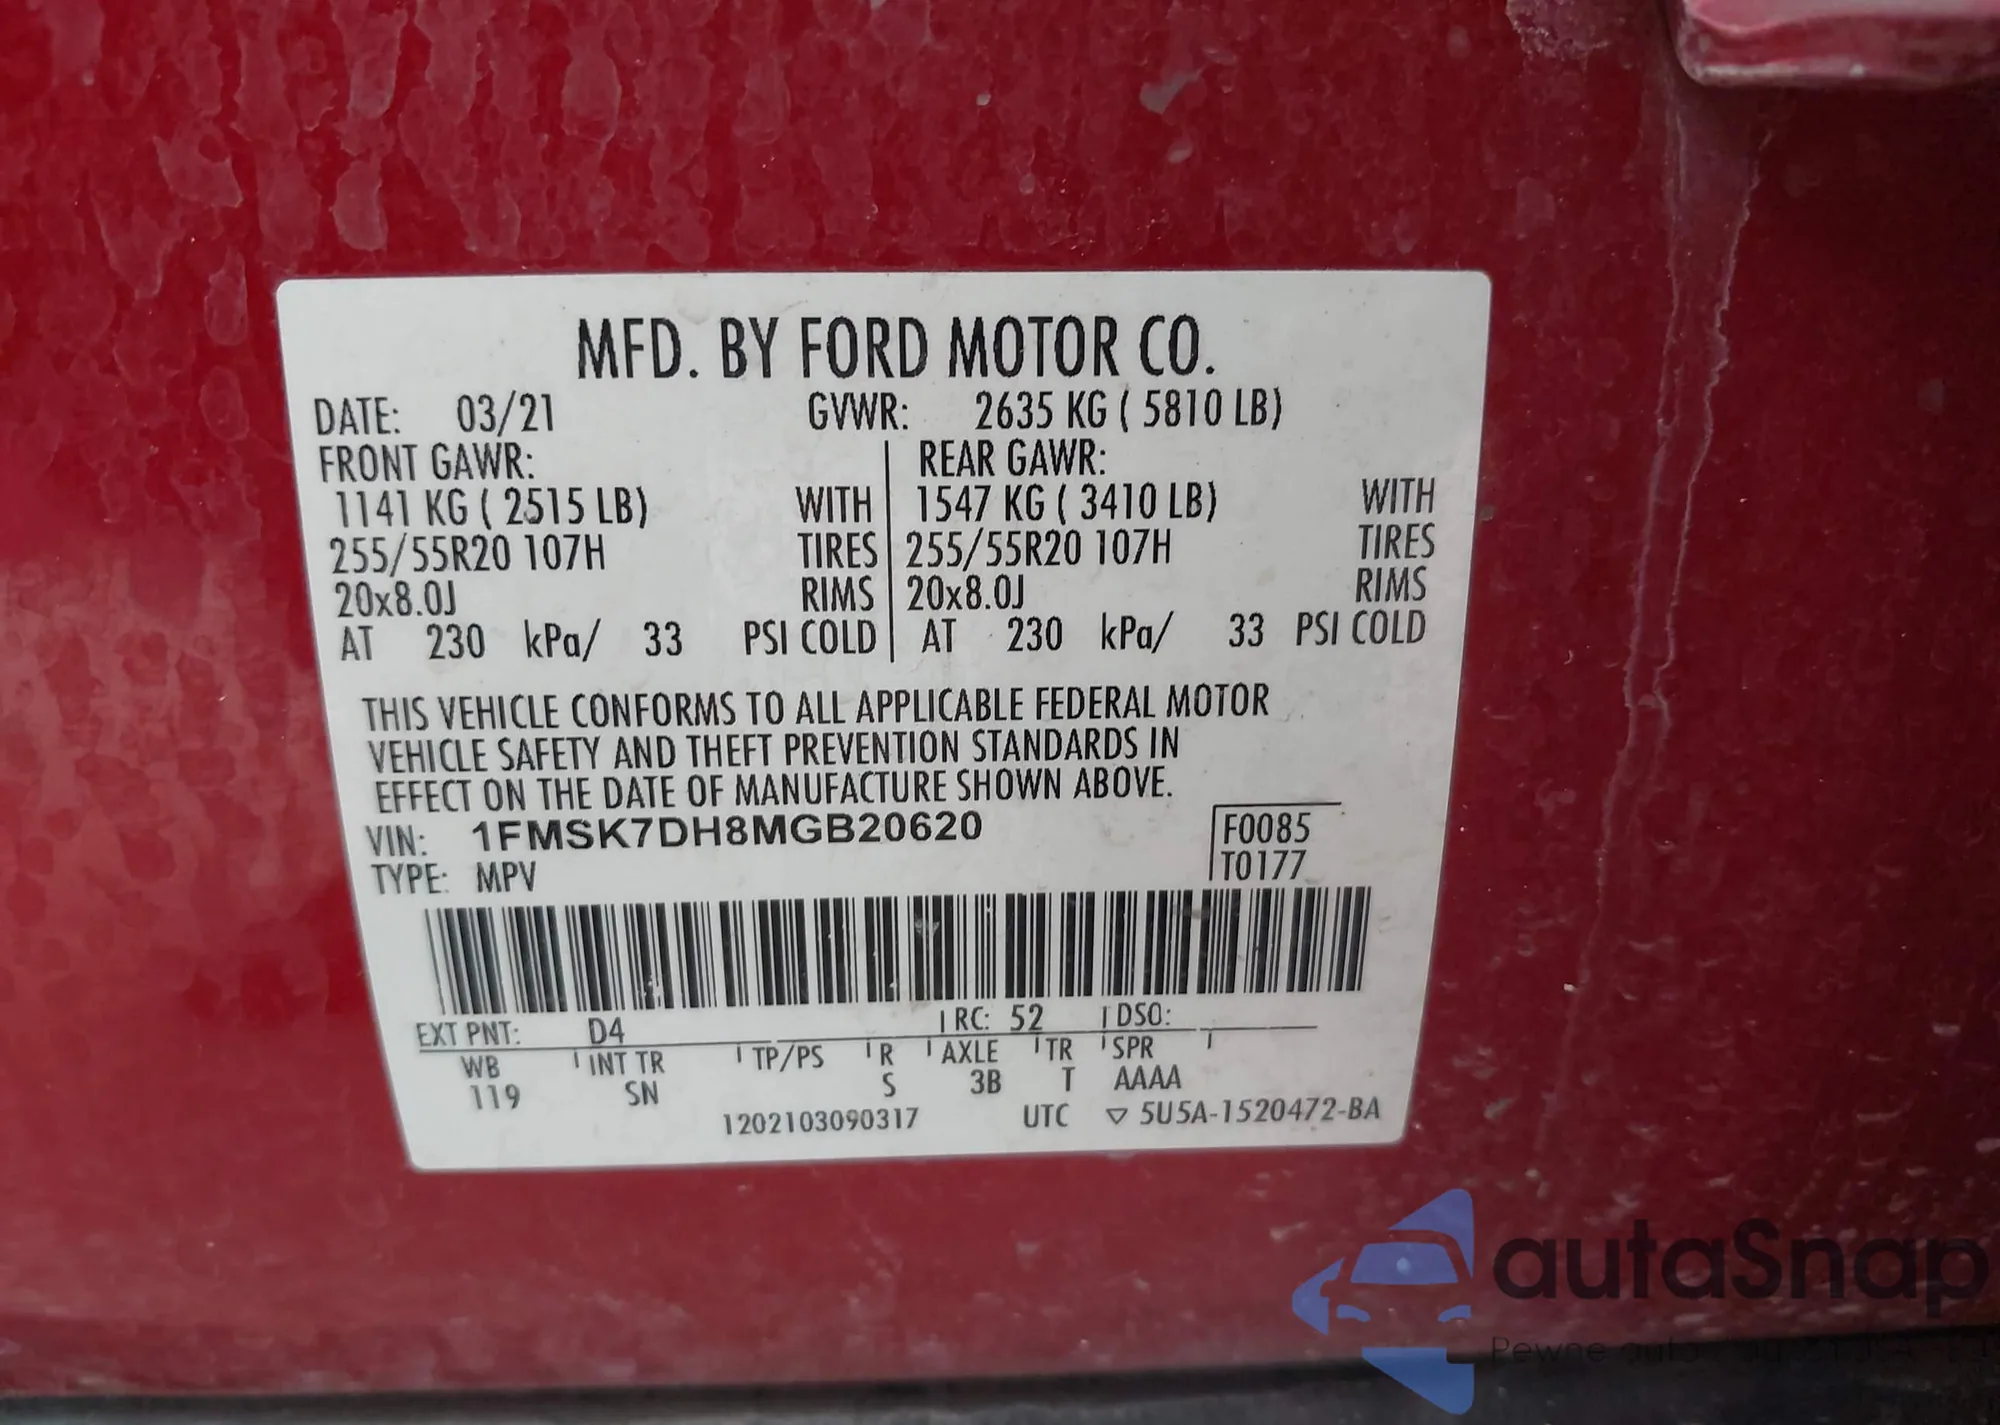 MFD. BY FORD MOTOR CO.
DATE: 03/21 GVWR: 2635 KG ( 5810 LB)
FRONT GAWR: REAR GAWR:
1141 KG ( 2515 LB) WITH 1547 KG ( 3410 LB) WITH
255/55R20 107H TIRES 255/55R20 107H TIRES
20x8.0J RIMS 20x8.0J RIMS
AT 230 kPa/ 33 PSI COLD AT 230 kPa/ 33 PSI COLD
THIS VEHICLE CONFORMS TO ALL APPLICABLE FEDERAL MOTOR
VEHICLE SAFETY AND THEFT PREVENTION STANDARDS IN
EFFECT ON THE DATE OF MANUFACTURE SHOWN ABOVE.
VIN: 1FMSK7DH8MGB20620 F0085
TYPE: MPV T0177
EXT PNT: D4 RC: 52 DSO:
WB INT TR TP/PS R AXLE TR SPR
119 SN S 3B T AAAA
1202103090317 UTC ▽ 5U5A-1520472-BA
autaSnap
Pewne auto